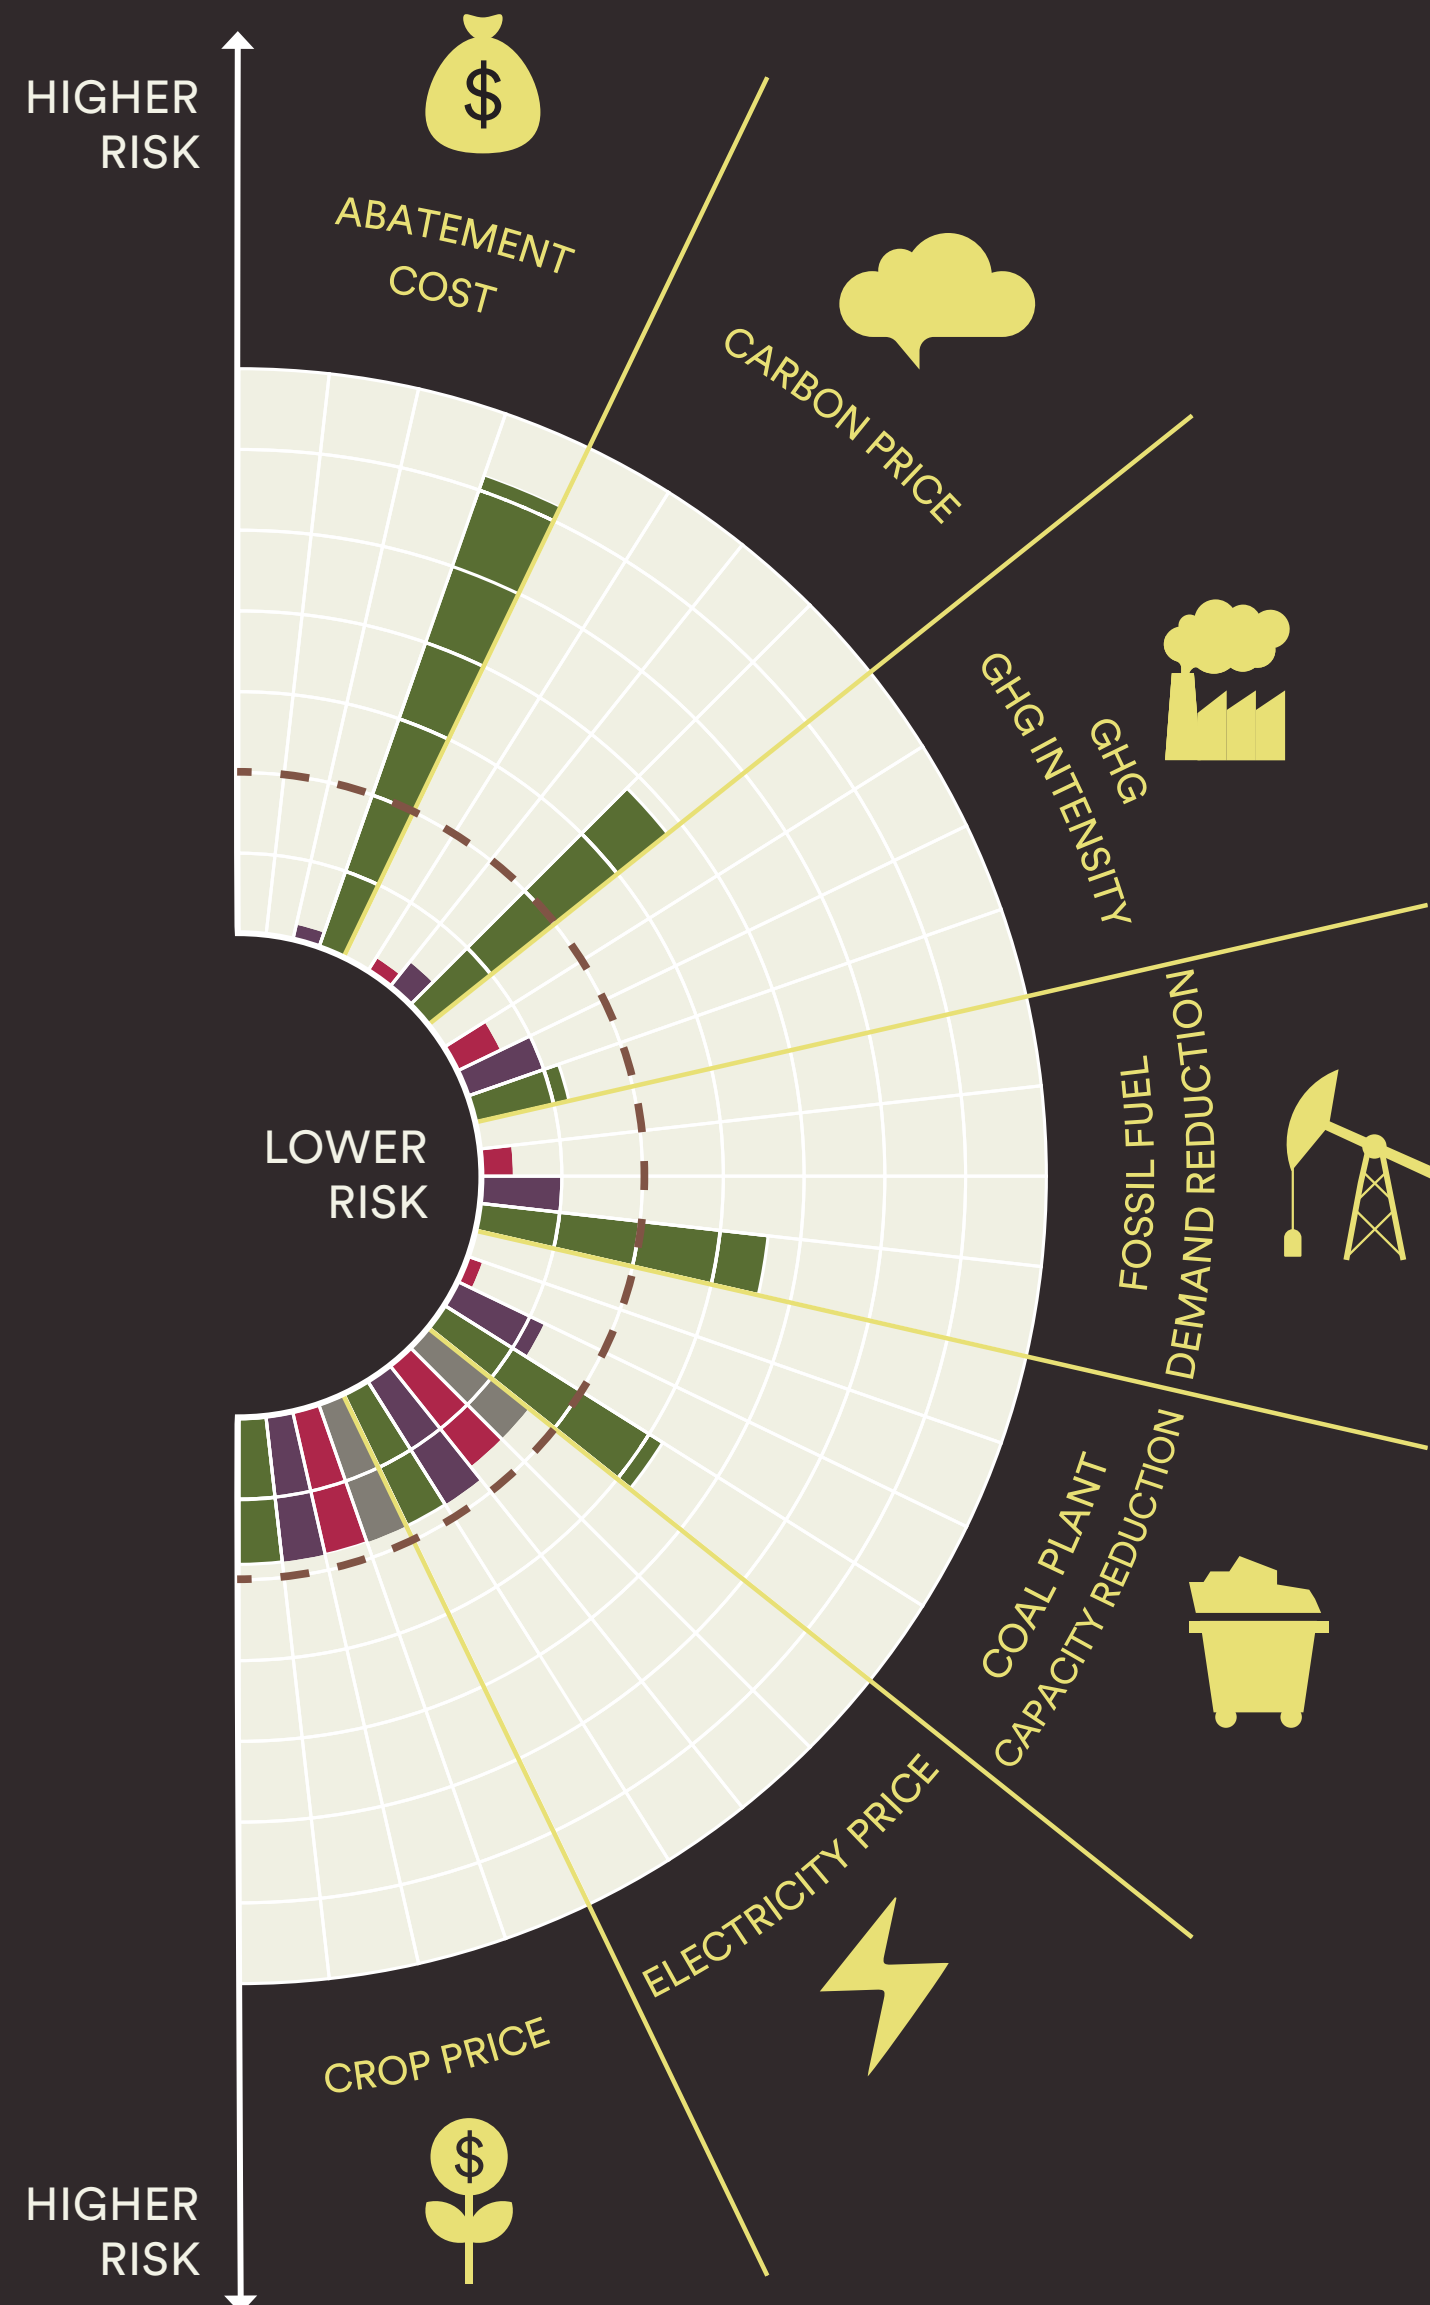 HIGHER
RISK
$
ABATEMENT
COST
CARBON PRICE
GHG
GHG INTENSITY
LOWER
RISK
FOSSIL FUEL
DEMAND REDUCTION
COAL PLANT
CAPACITY REDUCTION
ELECTRICITY PRICE
CROP PRICE
$
HIGHER
RISK